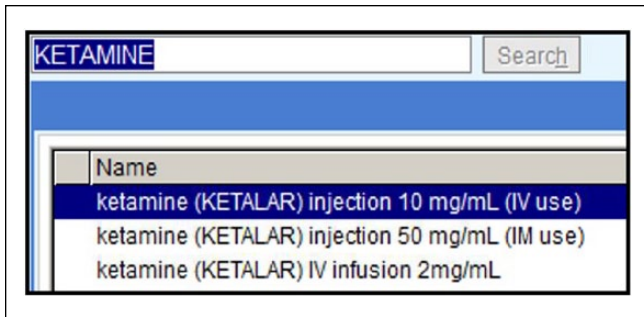 KETAMINE
Search
Name
ketamine (KETALAR) injection 10 mg/mL (IV use)
ketamine (KETALAR) injection 50 mg/mL (IM use)
ketamine (KETALAR) IV infusion 2mg/mL